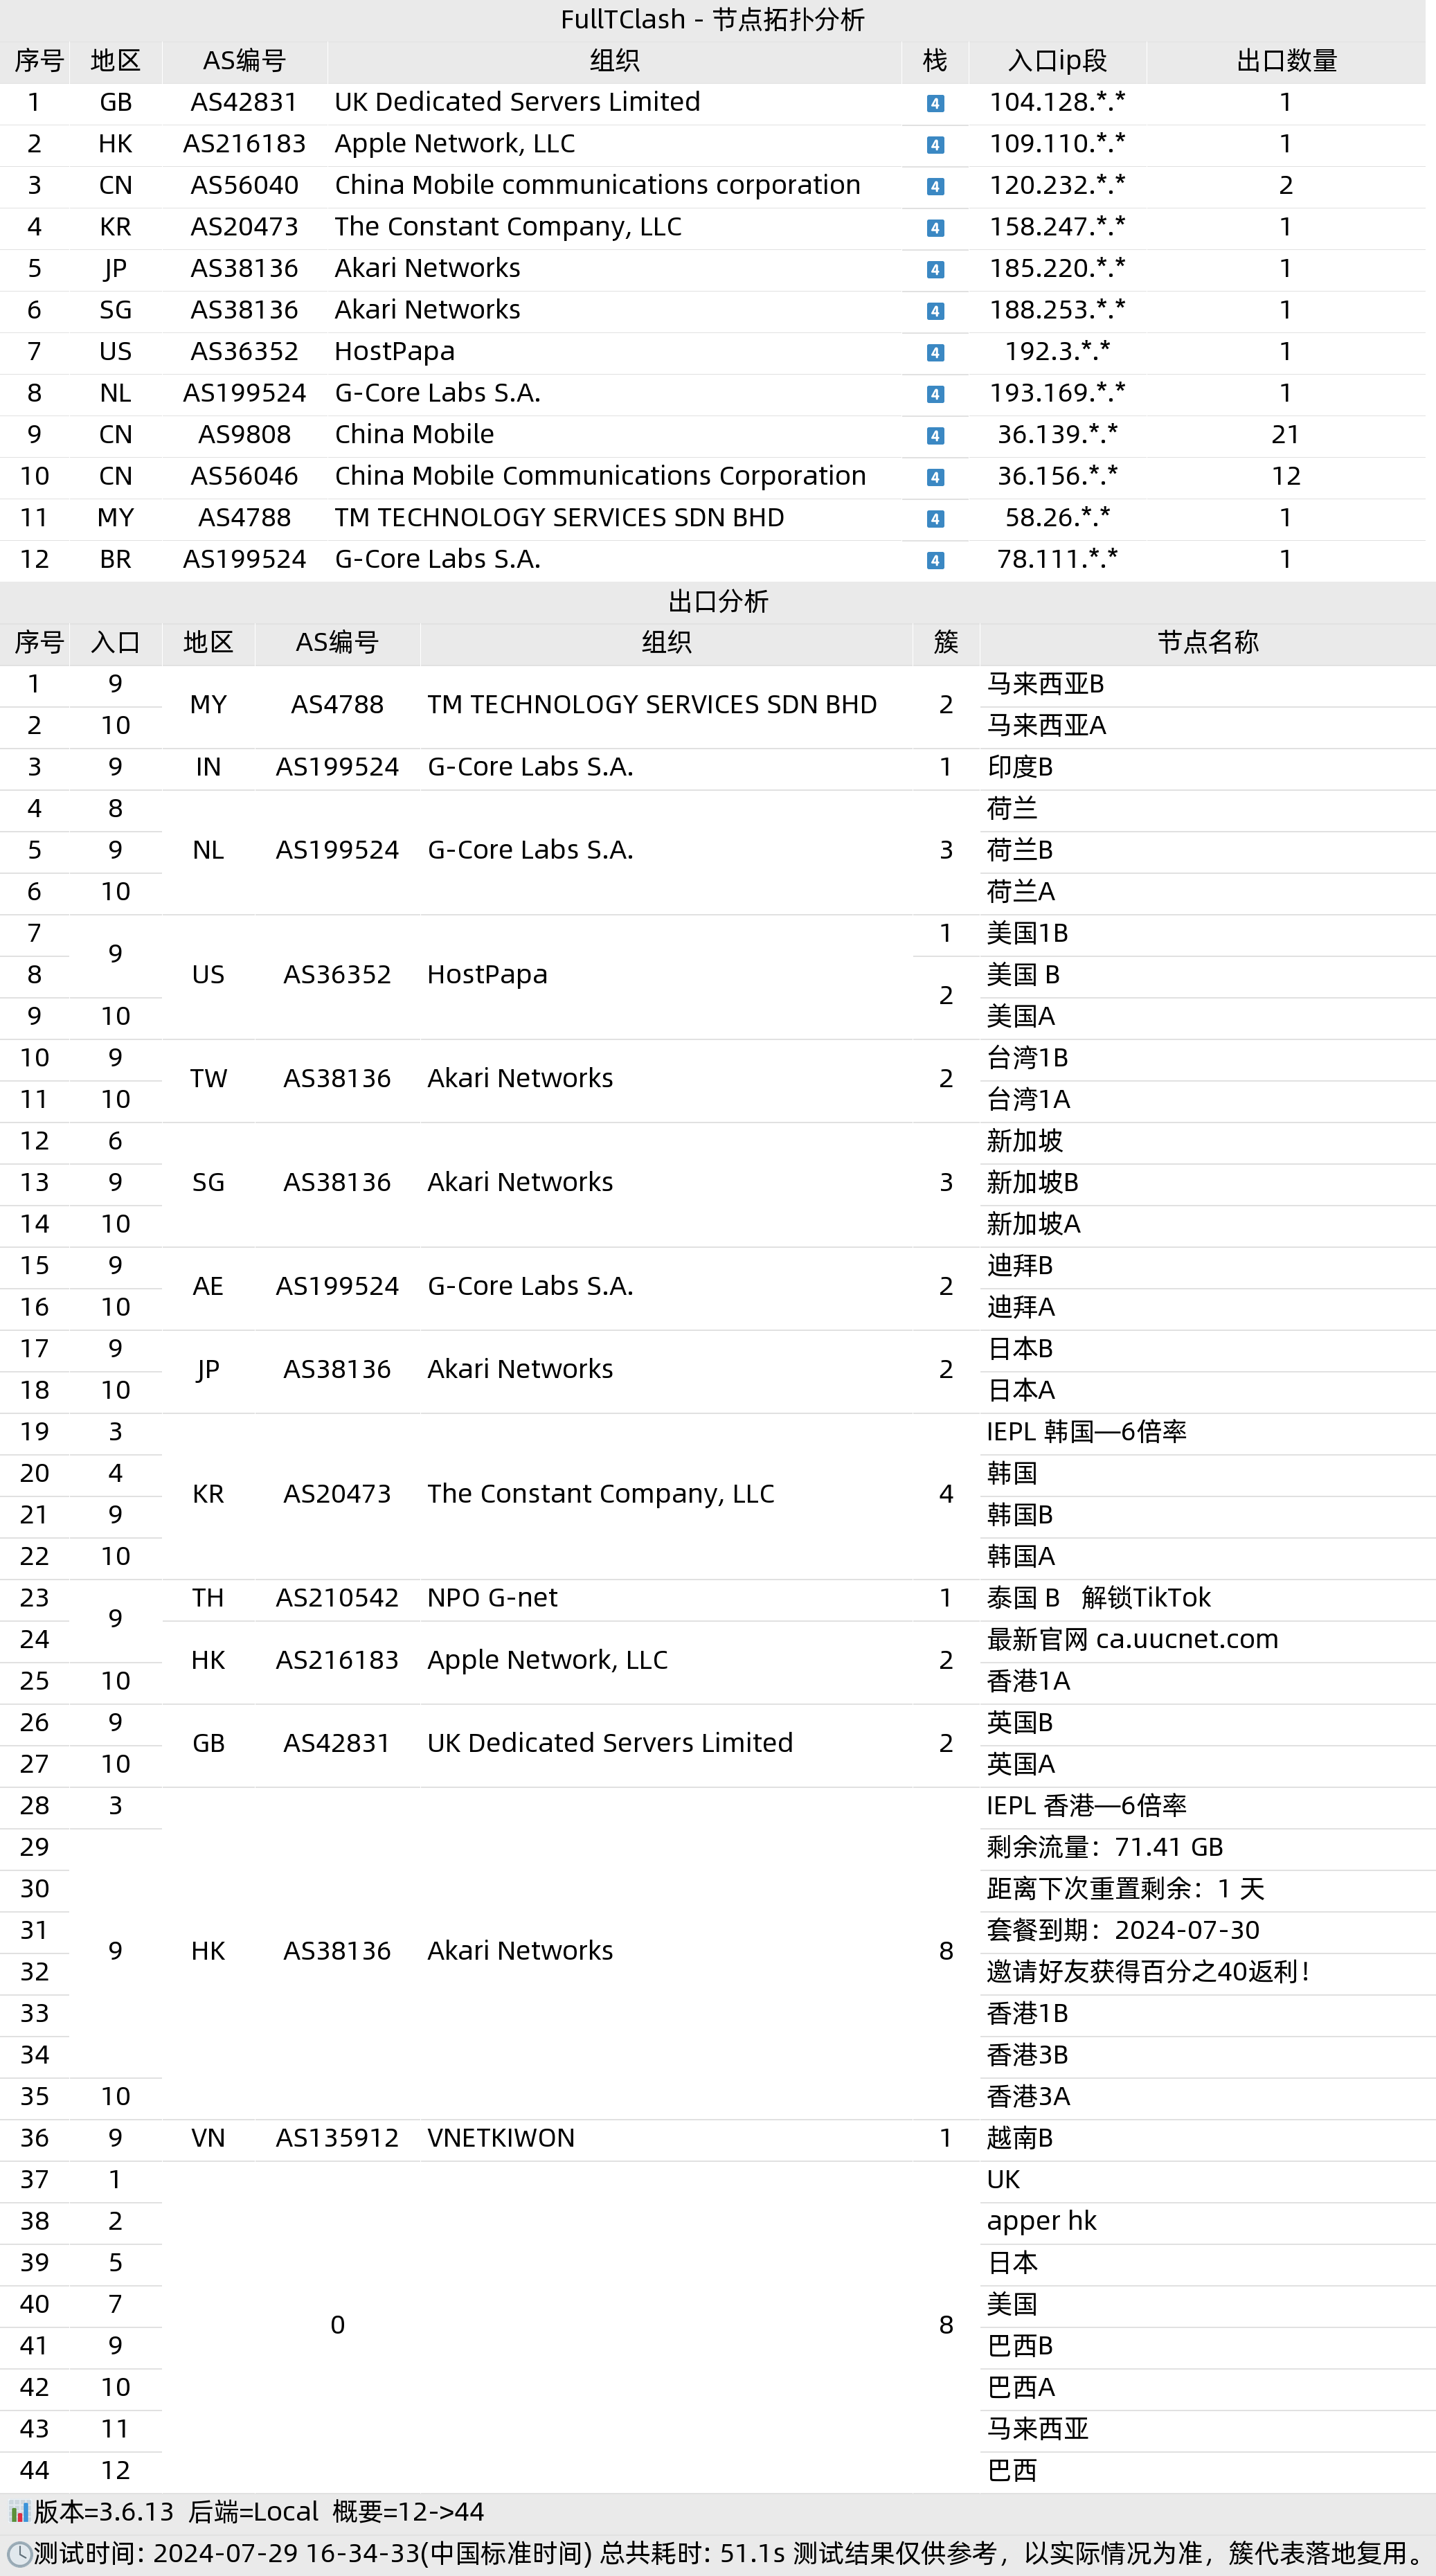 FullTClash - 节点拓扑分析
序号 地区 AS编号 组织 栈 入口ip段 出口数量
1 GB AS42831 UK Dedicated Servers Limited 4 104.128.*.* 1
2 HK AS216183 Apple Network, LLC 4 109.110.*.* 1
3 CN AS56040 China Mobile communications corporation 4 120.232.*.* 2
4 KR AS20473 The Constant Company, LLC 4 158.247.*.* 1
5 JP AS38136 Akari Networks 4 185.220.*.* 1
6 SG AS38136 Akari Networks 4 188.253.*.* 1
7 US AS36352 HostPapa 4 192.3.*.* 1
8 NL AS199524 G-Core Labs S.A. 4 193.169.*.* 1
9 CN AS9808 China Mobile 4 36.139.*.* 21
10 CN AS56046 China Mobile Communications Corporation 4 36.156.*.* 12
11 MY AS4788 TM TECHNOLOGY SERVICES SDN BHD 4 58.26.*.* 1
12 BR AS199524 G-Core Labs S.A. 4 78.111.*.* 1
出口分析
序号 入口 地区 AS编号 组织 簇 节点名称
1 9 MY AS4788 TM TECHNOLOGY SERVICES SDN BHD 2 马来西亚B
2 10 马来西亚A
3 9 IN AS199524 G-Core Labs S.A. 1 印度B
4 8 荷兰
5 9 NL AS199524 G-Core Labs S.A. 3 荷兰B
6 10 荷兰A
7 9 1 美国1B
8 US AS36352 HostPapa 2 美国 B
9 10 美国A
10 9 TW AS38136 Akari Networks 2 台湾1B
11 10 台湾1A
12 6 新加坡
13 9 SG AS38136 Akari Networks 3 新加坡B
14 10 新加坡A
15 9 AE AS199524 G-Core Labs S.A. 2 迪拜B
16 10 迪拜A
17 9 JP AS38136 Akari Networks 2 日本B
18 10 日本A
19 3 IEPL 韩国—6倍率
20 4 KR AS20473 The Constant Company, LLC 4 韩国
21 9 韩国B
22 10 韩国A
23 9 TH AS210542 NPO G-net 1 泰国 B 解锁TikTok
24 HK AS216183 Apple Network, LLC 2 最新官网 ca.uucnet.com
25 10 香港1A
26 9 GB AS42831 UK Dedicated Servers Limited 2 英国B
27 10 英国A
28 3 IEPL 香港—6倍率
29 剩余流量：71.41 GB
30 距离下次重置剩余：1 天
31 9 HK AS38136 Akari Networks 8 套餐到期：2024-07-30
32 邀请好友获得百分之40返利！
33 香港1B
34 香港3B
35 10 香港3A
36 9 VN AS135912 VNETKIWON 1 越南B
37 1 UK
38 2 apper hk
39 5 日本
40 7 0 8 美国
41 9 巴西B
42 10 巴西A
43 11 马来西亚
44 12 巴西
版本=3.6.13 后端=Local 概要=12->44
测试时间: 2024-07-29 16-34-33(中国标准时间) 总共耗时: 51.1s 测试结果仅供参考，以实际情况为准，簇代表落地复用。